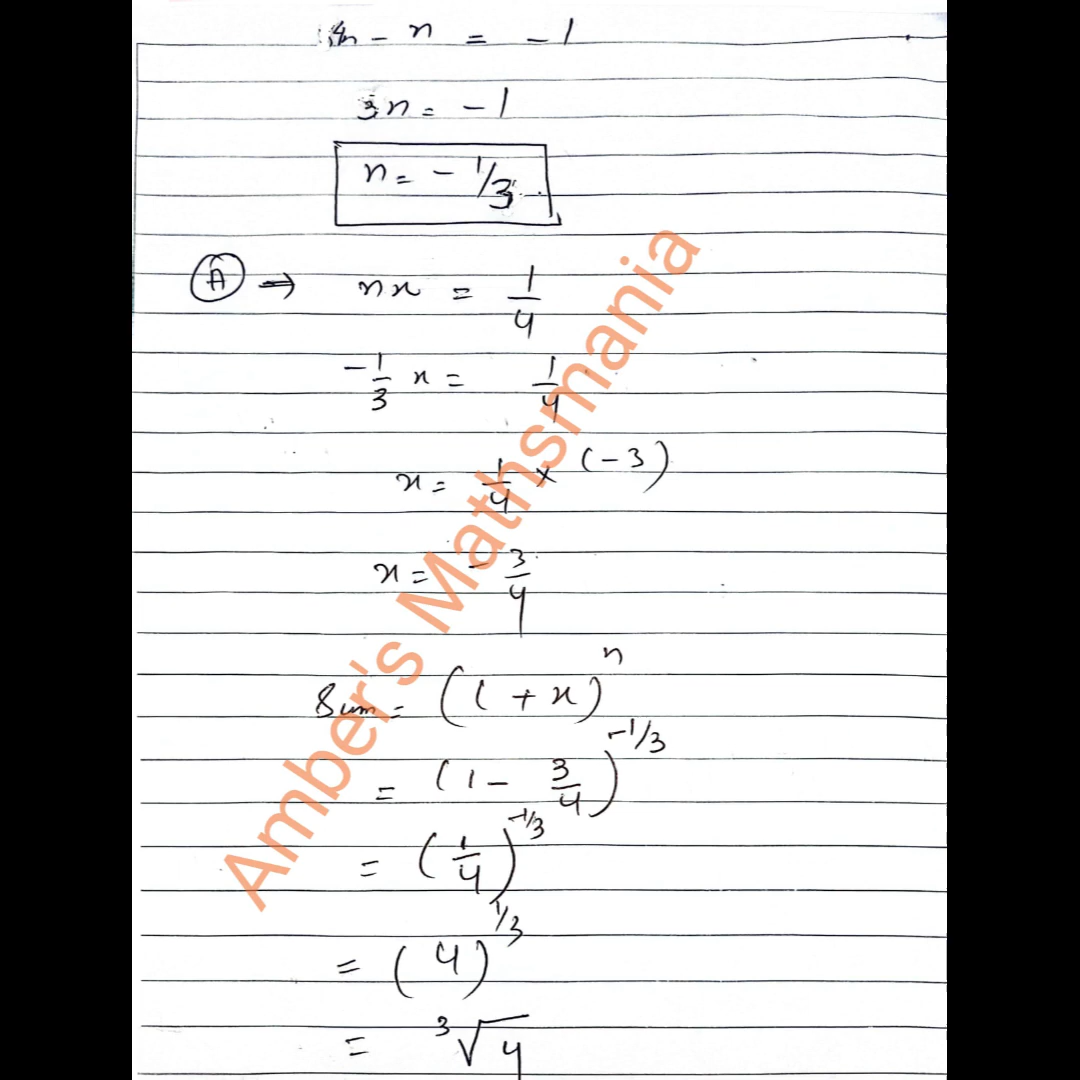 - n = - 1
3n = - 1
n = - 1/3
(A) ⇒ nx = 1/4
- 1/3 x = 1/4
x = 1/4 × (-3)
x = - 3/4
Sum = (1 + x)^n
= (1 - 3/4)^-1/3
= (1/4)^-1/3
= (4)^1/3
= ³√4
Amber's Mathsmania